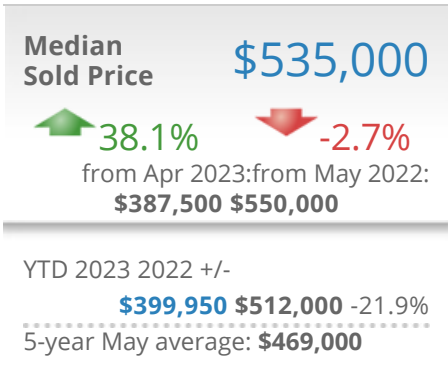 Median
Sold Price
$535,000
38.1% -2.7%
from Apr 2023:from May 2022:
$387,500 $550,000
YTD 2023 2022 +/-
$399,950 $512,000 -21.9%
5-year May average: $469,000